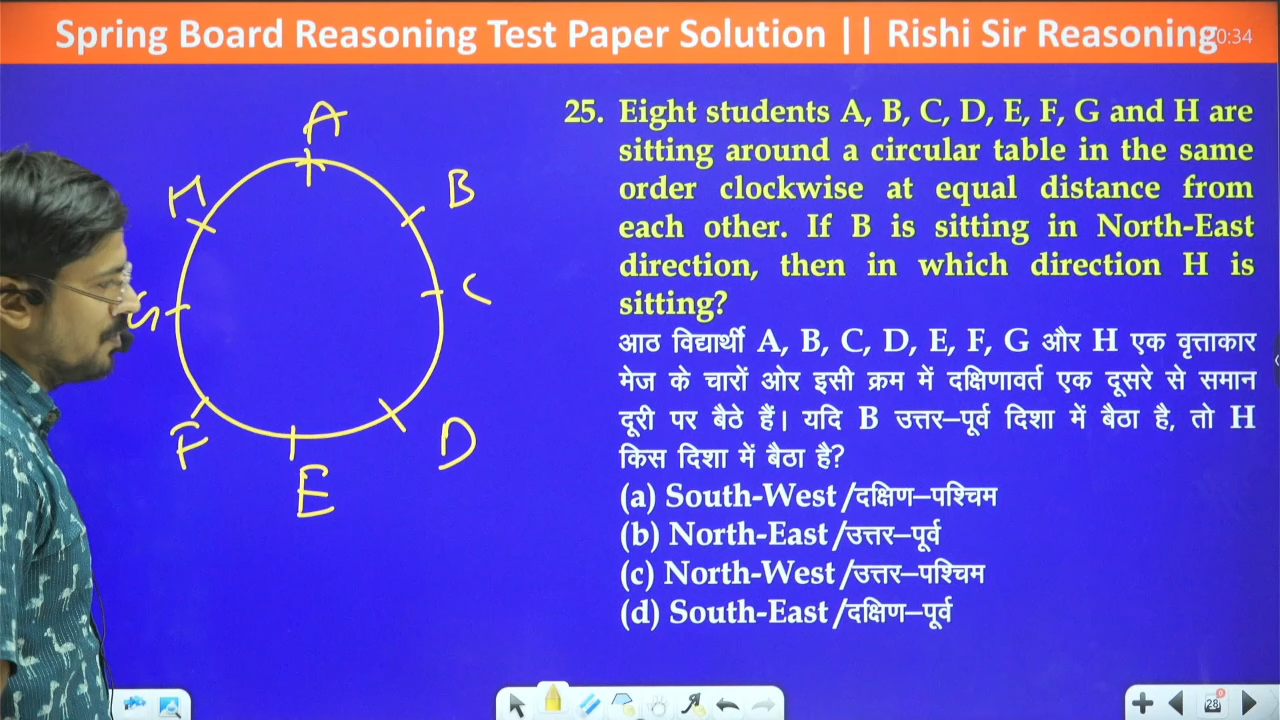 Spring Board Reasoning Test Paper Solution || Rishi Sir Reasoning
0:34
A
B
H
C
G
F
D
E
25. Eight students A, B, C, D, E, F, G and H are
sitting around a circular table in the same
order clockwise at equal distance from
each other. If B is sitting in North-East
direction, then in which direction H is
sitting?
आठ विद्यार्थी A, B, C, D, E, F, G और H एक वृत्ताकार
मेज के चारों ओर इसी क्रम में दक्षिणावर्त एक दूसरे से समान
दूरी पर बैठे हैं। यदि B उत्तर–पूर्व दिशा में बैठा है, तो H
किस दिशा में बैठा है?
(a) South-West/दक्षिण–पश्चिम
(b) North-East/उत्तर–पूर्व
(c) North-West/उत्तर–पश्चिम
(d) South-East/दक्षिण–पूर्व
28